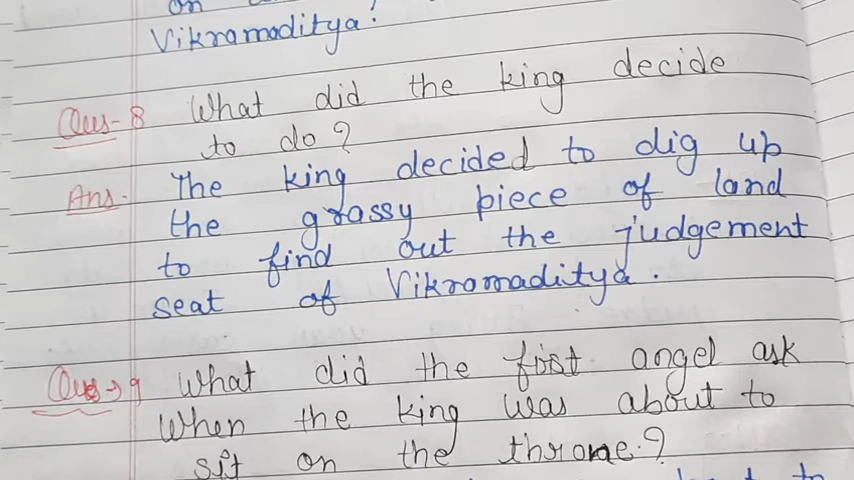 on
Vikramaditya.
Ques- 8 What did the king decide
to do?
Ans. The king decided to dig up
the grassy piece of land
to find out the judgement
seat of Vikramaditya.
Ques→ 9 What did the first angel ask
When the king was about to
sit on the throne.?